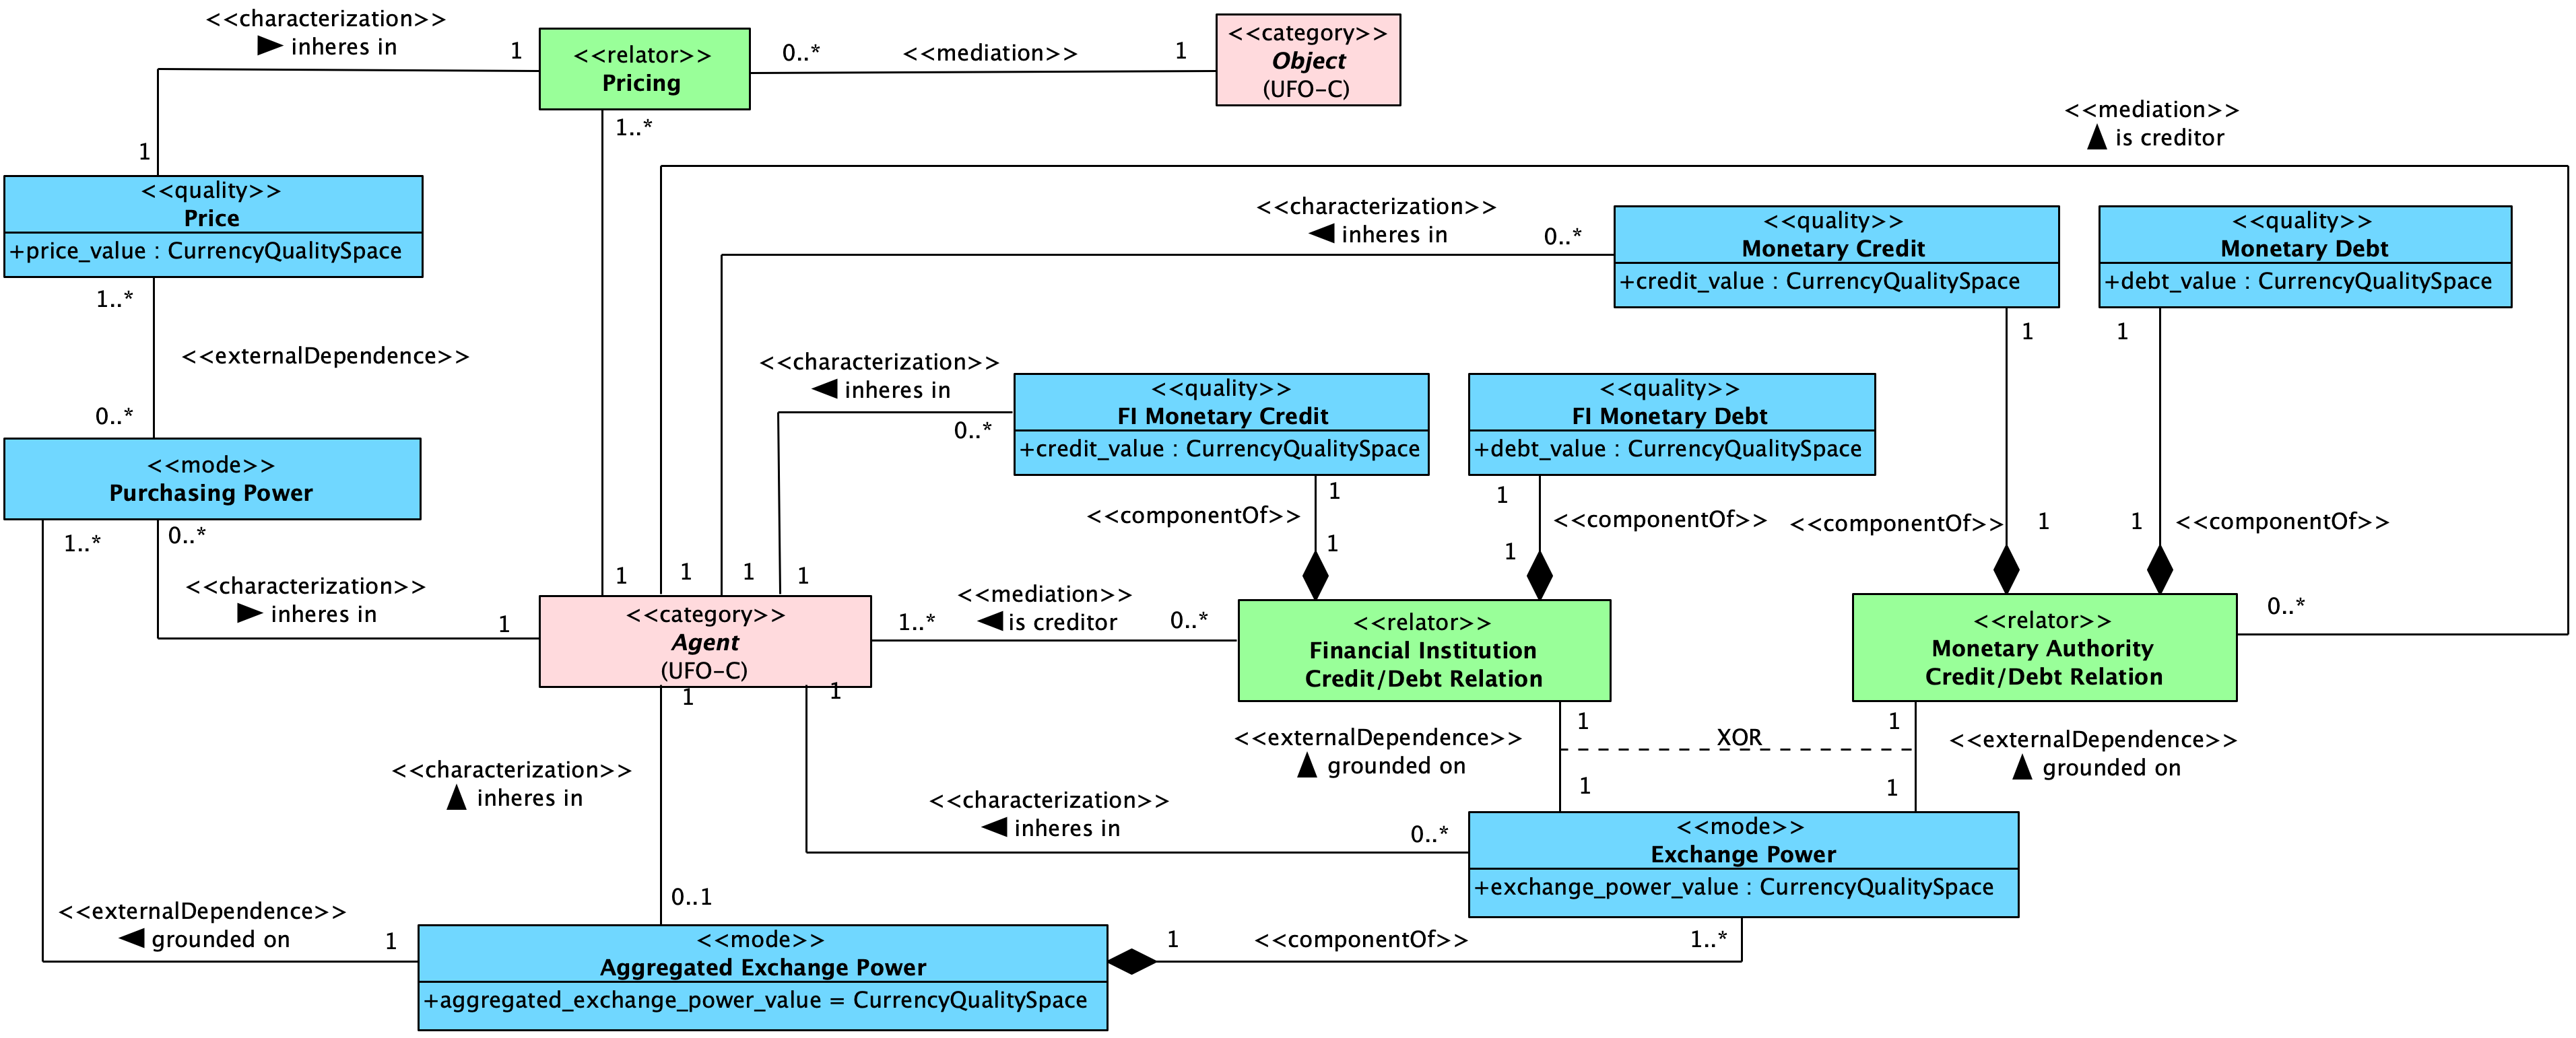 <<characterization>>
► inheres in
1
<<relator>>
Pricing
0..*
<<mediation>>
1
<<category>>
Object
(UFO-C)
1..*
<<mediation>>
▲ is creditor
1
<<quality>>
Price
+price_value : CurrencyQualitySpace
<<characterization>>
◄ inheres in
0..*
<<quality>>
Monetary Credit
+credit_value : CurrencyQualitySpace
<<quality>>
Monetary Debt
+debt_value : CurrencyQualitySpace
1..*
<<externalDependence>>
0..*
1
1
<<characterization>>
◄ inheres in
0..*
<<quality>>
FI Monetary Credit
+credit_value : CurrencyQualitySpace
<<quality>>
FI Monetary Debt
+debt_value : CurrencyQualitySpace
<<mode>>
Purchasing Power
1
<<componentOf>>
1
1
<<componentOf>>
1
<<componentOf>>
1
1
<<componentOf>>
1..*
0..*
<<characterization>>
► inheres in
1
1
1
1
1
<<category>>
Agent
(UFO-C)
1..*
<<mediation>>
◄ is creditor
0..*
<<relator>>
Financial Institution
Credit/Debt Relation
<<relator>>
Monetary Authority
Credit/Debt Relation
0..*
1
1
<<characterization>>
▲ inheres in
0..1
<<externalDependence>>
▲ grounded on
1
1
XOR
1
1
<<externalDependence>>
▲ grounded on
<<characterization>>
◄ inheres in
0..*
<<mode>>
Exchange Power
+exchange_power_value : CurrencyQualitySpace
<<externalDependence>>
◄ grounded on
1
<<mode>>
Aggregated Exchange Power
+aggregated_exchange_power_value = CurrencyQualitySpace
1
<<componentOf>>
1..*